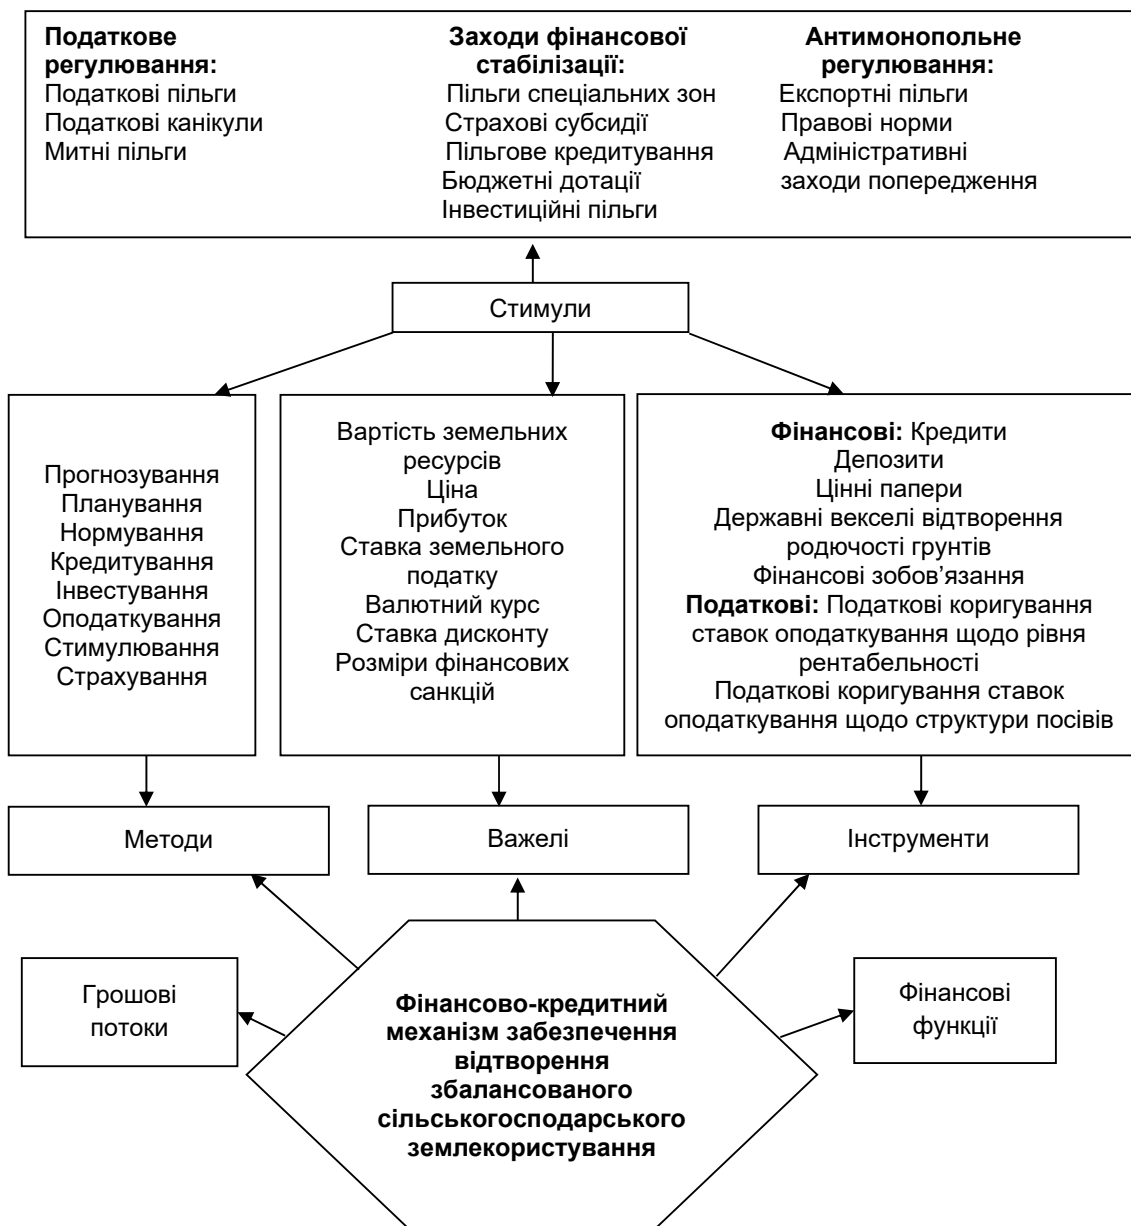 Податкове
регулювання:
Податкові пільги
Податкові канікули
Митні пільги
Заходи фінансової
стабілізації:
Пільги спеціальних зон
Страхові субсидії
Пільгове кредитування
Бюджетні дотації
Інвестиційні пільги
Антимонопольне
регулювання:
Експортні пільги
Правові норми
Адміністративні
заходи попередження
Стимули
Прогнозування
Планування
Нормування
Кредитування
Інвестування
Оподаткування
Стимулювання
Страхування
Вартість земельних
ресурсів
Ціна
Прибуток
Ставка земельного
податку
Валютний курс
Ставка дисконту
Розміри фінансових
санкцій
Фінансові: Кредити
Депозити
Цінні папери
Державні векселі відтворення
родючості грунтів
Фінансові зобов’язання
Податкові: Податкові коригування
ставок оподаткування щодо рівня
рентабельності
Податкові коригування ставок
оподаткування щодо структури посівів
Методи
Важелі
Інструменти
Грошові
потоки
Фінансово-кредитний
механізм забезпечення
відтворення
збалансованого
сільськогосподарського
землекористування
Фінансові
функції